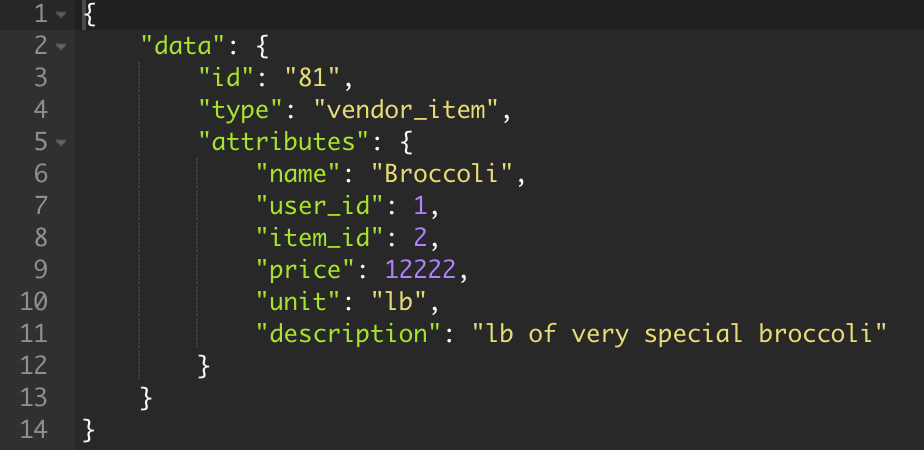 1 {
2 "data": {
3 "id": "81",
4 "type": "vendor_item",
5 "attributes": {
6 "name": "Broccoli",
7 "user_id": 1,
8 "item_id": 2,
9 "price": 12222,
10 "unit": "lb",
11 "description": "lb of very special broccoli"
12 }
13 }
14 }